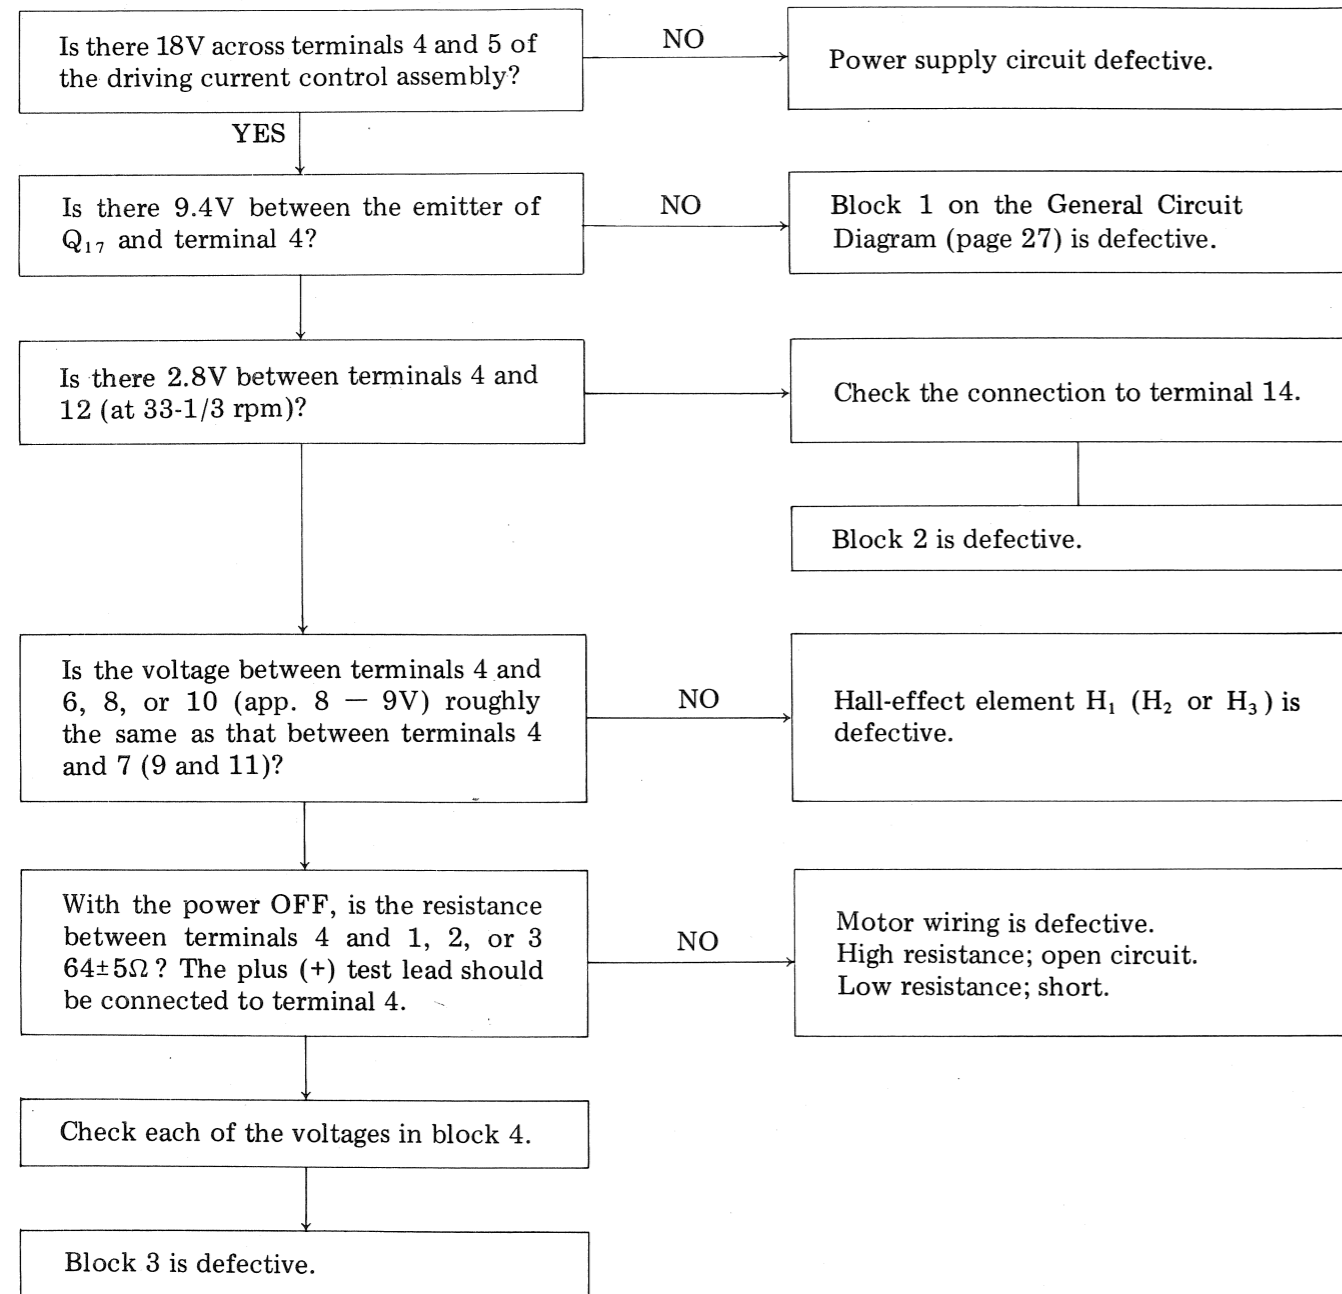 Is there 18V across terminals 4 and 5 of
the driving current control assembly?
NO
Power supply circuit defective.
YES
Is there 9.4V between the emitter of
Q₁₇ and terminal 4?
NO
Block 1 on the General Circuit
Diagram (page 27) is defective.
Is there 2.8V between terminals 4 and
12 (at 33-1/3 rpm)?
Check the connection to terminal 14.
Block 2 is defective.
Is the voltage between terminals 4 and
6, 8, or 10 (app. 8 — 9V) roughly
the same as that between terminals 4
and 7 (9 and 11)?
NO
Hall-effect element H₁ (H₂ or H₃) is
defective.
With the power OFF, is the resistance
between terminals 4 and 1, 2, or 3
64±5Ω? The plus (+) test lead should
be connected to terminal 4.
NO
Motor wiring is defective.
High resistance; open circuit.
Low resistance; short.
Check each of the voltages in block 4.
Block 3 is defective.